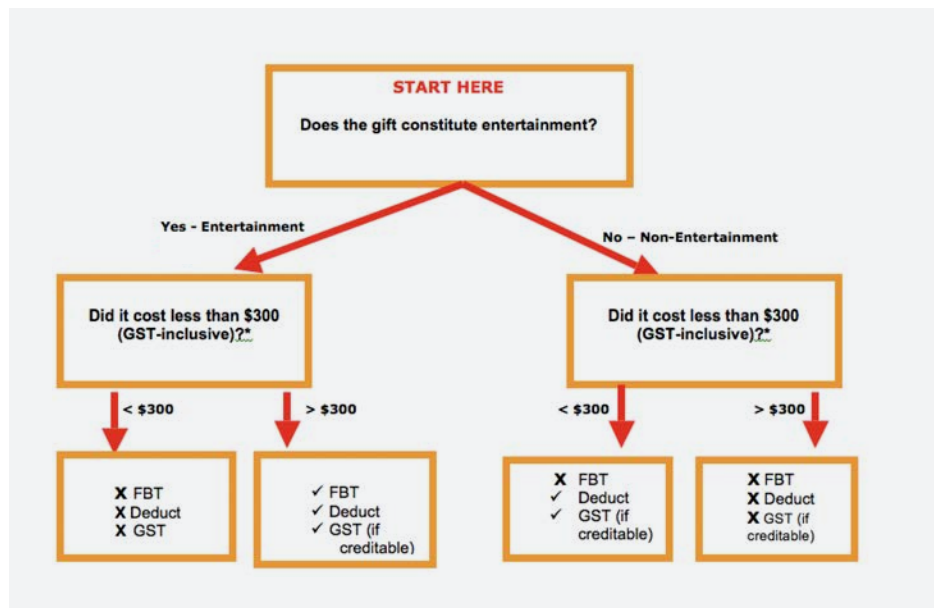 START HERE
Does the gift constitute entertainment?
Yes - Entertainment
No – Non-Entertainment
Did it cost less than $300
(GST-inclusive)?*
Did it cost less than $300
(GST-inclusive)?*
< $300
> $300
< $300
> $300
X FBT
X Deduct
X GST
✓ FBT
✓ Deduct
✓ GST (if
creditable)
X FBT
✓ Deduct
✓ GST (if
creditable)
X FBT
X Deduct
X GST (if
creditable)